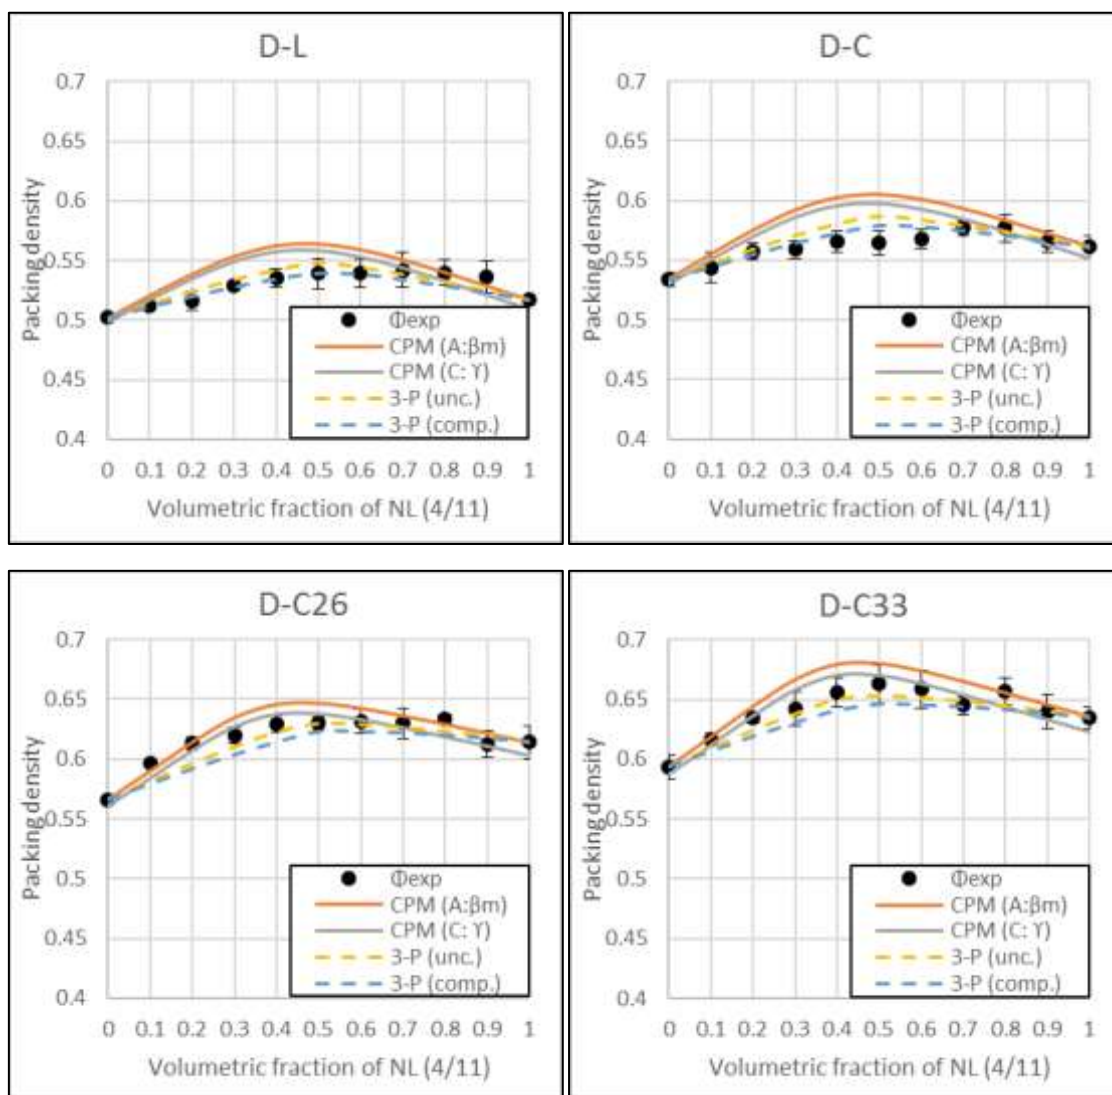 D-L
Packing density
0.7
0.65
0.6
0.55
0.5
0.45
0.4
Φexp
CPM (A:βm)
CPM (C: ϒ)
3-P (unc.)
3-P (comp.)
0 0.1 0.2 0.3 0.4 0.5 0.6 0.7 0.8 0.9 1
Volumetric fraction of NL (4/11)
D-C
Packing density
0.7
0.65
0.6
0.55
0.5
0.45
0.4
Φexp
CPM (A:βm)
CPM (C: ϒ)
3-P (unc.)
3-P (comp.)
0 0.1 0.2 0.3 0.4 0.5 0.6 0.7 0.8 0.9 1
Volumetric fraction of NL (4/11)
D-C26
Packing density
0.7
0.65
0.6
0.55
0.5
0.45
0.4
Φexp
CPM (A:βm)
CPM (C: ϒ)
3-P (unc.)
3-P (comp.)
0 0.1 0.2 0.3 0.4 0.5 0.6 0.7 0.8 0.9 1
Volumetric fraction of NL (4/11)
D-C33
Packing density
0.7
0.65
0.6
0.55
0.5
0.45
0.4
Φexp
CPM (A:βm)
CPM (C: ϒ)
3-P (unc.)
3-P (comp.)
0 0.1 0.2 0.3 0.4 0.5 0.6 0.7 0.8 0.9 1
Volumetric fraction of NL (4/11)